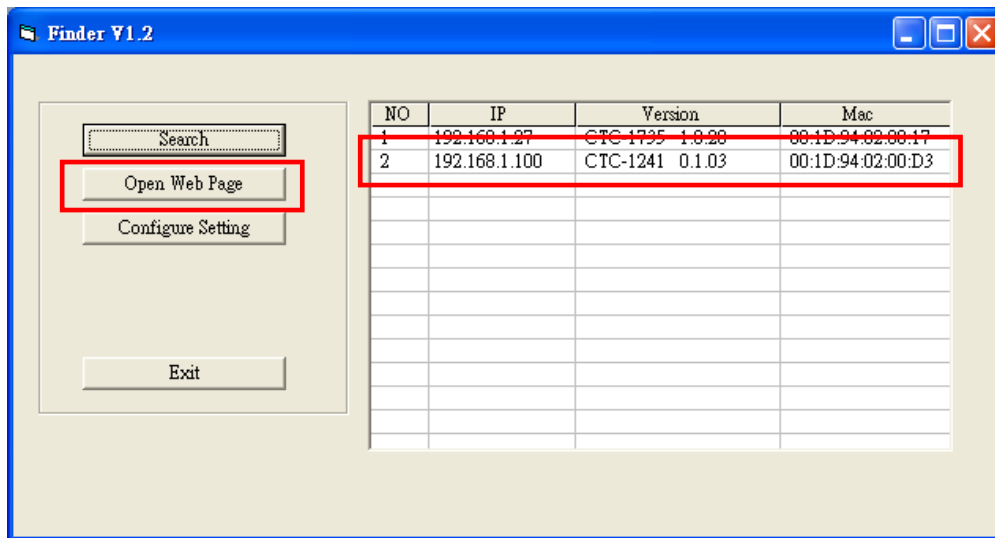 Finder V1.2
Search
Open Web Page
Configure Setting
Exit
NO IP Version Mac
1 192.168.1.27 CTC-1735 1.0.20 00:1D:94:02:00:17
2 192.168.1.100 CTC-1241 0.1.03 00:1D:94:02:00:D3